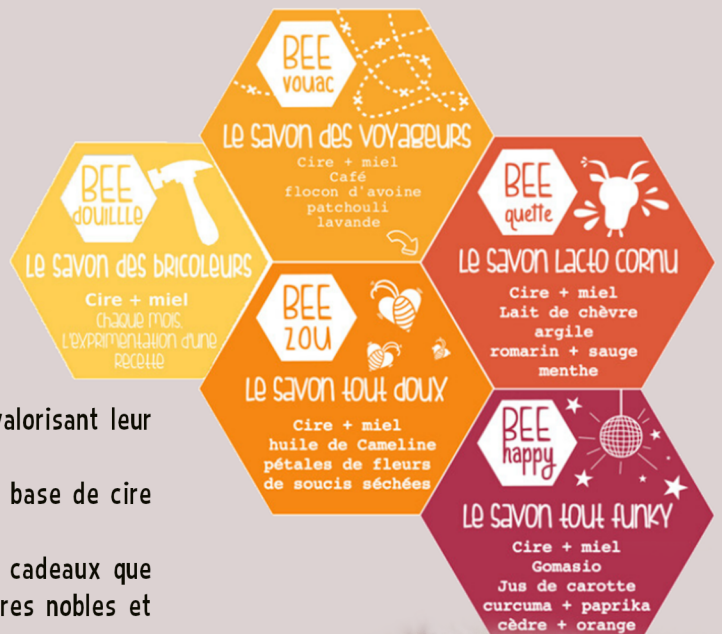 BEE
vouac
Le savon des voyageurs
Cire + miel
Café
flocon d'avoine
patchouli
lavande
BEE
douillle
Le savon des bricoleurs
Cire + miel
chaque mois,
l'exprimentation d'une
recette
BEE
quette
Le savon lacto cornu
Cire + miel
Lait de chèvre
argile
romarin + sauge
menthe
BEE
zou
Le savon tout doux
Cire + miel
huile de Cameline
pétales de fleurs
de soucis séchées
BEE
happy
Le savon tout funky
Cire + miel
Gomasio
Jus de carotte
curcuma + paprika
cèdre + orange
valorisant leur
base de cire
cadeaux que
res nobles et